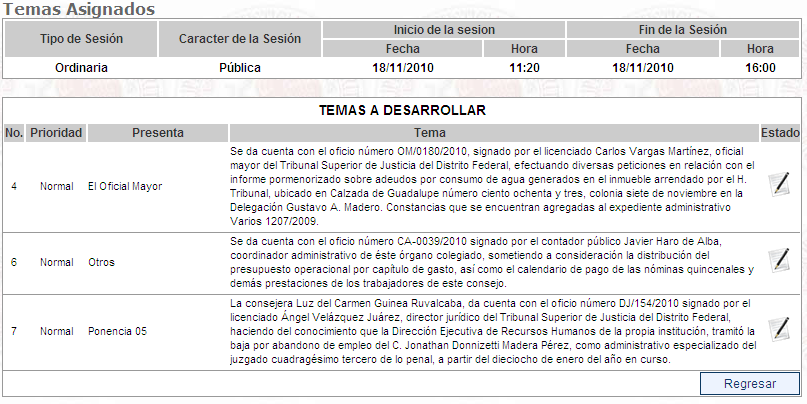 Temas Asignados
Tipo de Sesión Caracter de la Sesión Inicio de la sesion Fin de la Sesión
Fecha Hora Fecha Hora
Ordinaria Pública 18/11/2010 11:20 18/11/2010 16:00
TEMAS A DESARROLLAR
No. Prioridad Presenta Tema Estado
4 Normal El Oficial Mayor
Se da cuenta con el oficio número OM/0180/2010, signado por el licenciado Carlos Vargas Martínez, oficial
mayor del Tribunal Superior de Justicia del Distrito Federal, efectuando diversas peticiones en relación con el
informe pormenorizado sobre adeudos por consumo de agua generados en el inmueble arrendado por el H.
Tribunal, ubicado en Calzada de Guadalupe número ciento ochenta y tres, colonia siete de noviembre en la
Delegación Gustavo A. Madero. Constancias que se encuentran agregadas al expediente administrativo
Varios 1207/2009.
6 Normal Otros
Se da cuenta con el oficio número CA-0039/2010 signado por el contador público Javier Haro de Alba,
coordinador administrativo de éste órgano colegiado, sometiendo a consideración la distribución del
presupuesto operacional por capítulo de gasto, así como el calendario de pago de las nóminas quincenales y
demás prestaciones de los trabajadores de este consejo.
7 Normal Ponencia 05
La consejera Luz del Carmen Guinea Ruvalcaba, da cuenta con el oficio número DJ/154/2010 signado por el
licenciado Ángel Velázquez Juárez, director jurídico del Tribunal Superior de Justicia del Distrito Federal,
haciendo del conocimiento que la Dirección Ejecutiva de Recursos Humanos de la propia institución, tramitó la
baja por abandono de empleo del C. Jonathan Donnizetti Madera Pérez, como administrativo especializado del
juzgado cuadragésimo tercero de lo penal, a partir del dieciocho de enero del año en curso.
Regresar